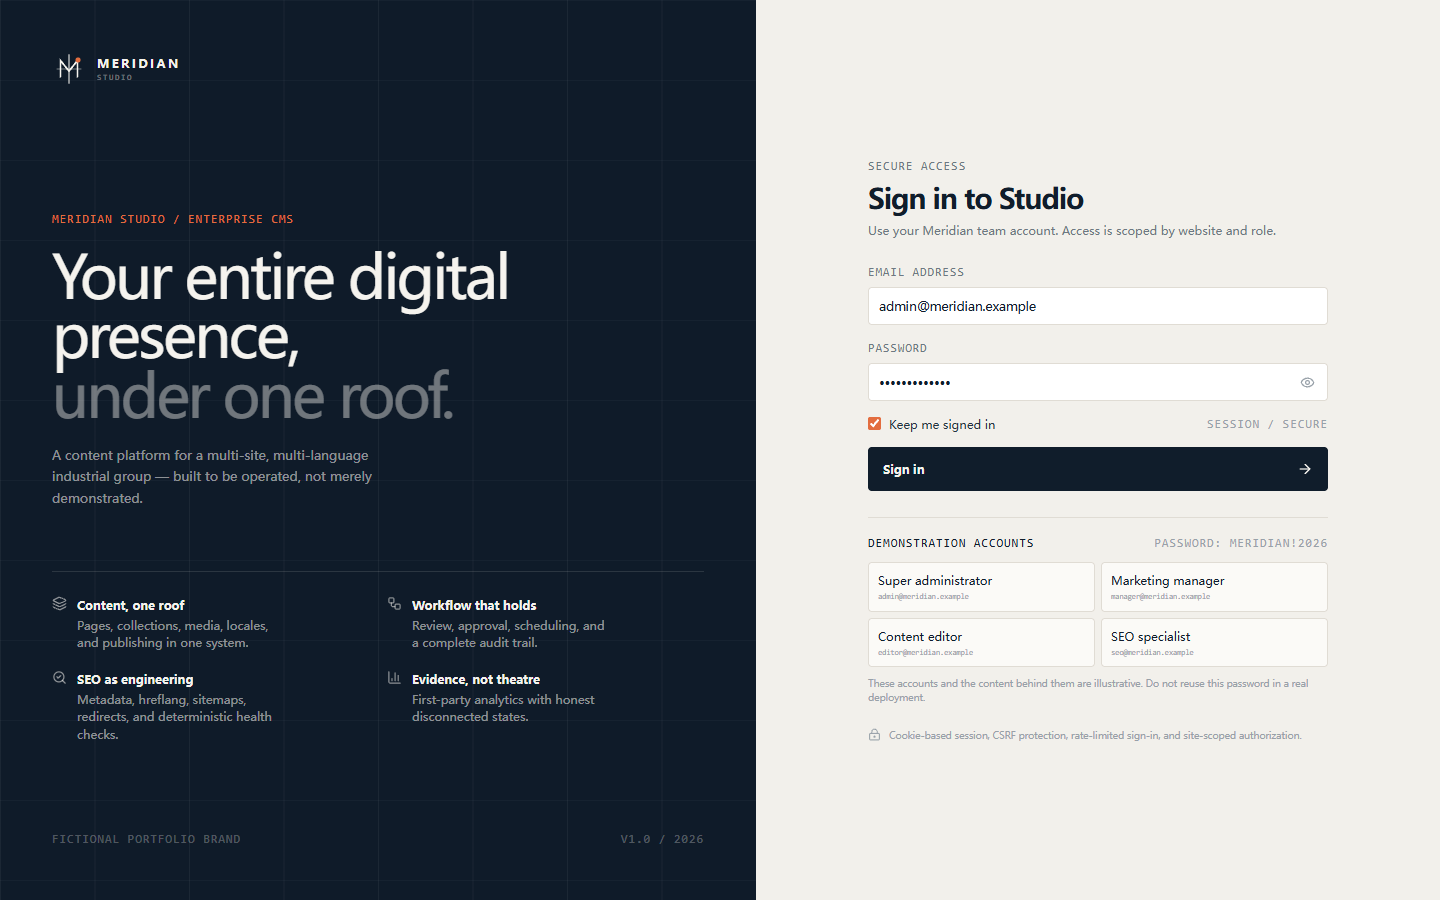 MERIDIAN
STUDIO
MERIDIAN STUDIO / ENTERPRISE CMS
Your entire digital
presence,
under one roof.
A content platform for a multi-site, multi-language
industrial group — built to be operated, not merely
demonstrated.
Content, one roof
Pages, collections, media, locales,
and publishing in one system.
Workflow that holds
Review, approval, scheduling, and
a complete audit trail.
SEO as engineering
Metadata, hreflang, sitemaps,
redirects, and deterministic health
checks.
Evidence, not theatre
First-party analytics with honest
disconnected states.
FICTIONAL PORTFOLIO BRAND
V1.0 / 2026
SECURE ACCESS
Sign in to Studio
Use your Meridian team account. Access is scoped by website and role.
EMAIL ADDRESS
admin@meridian.example
PASSWORD
•••••••••••••
Keep me signed in
SESSION / SECURE
Sign in
DEMONSTRATION ACCOUNTS
PASSWORD: MERIDIAN!2026
Super administrator
admin@meridian.example
Marketing manager
manager@meridian.example
Content editor
editor@meridian.example
SEO specialist
seo@meridian.example
These accounts and the content behind them are illustrative. Do not reuse this password in a real
deployment.
Cookie-based session, CSRF protection, rate-limited sign-in, and site-scoped authorization.